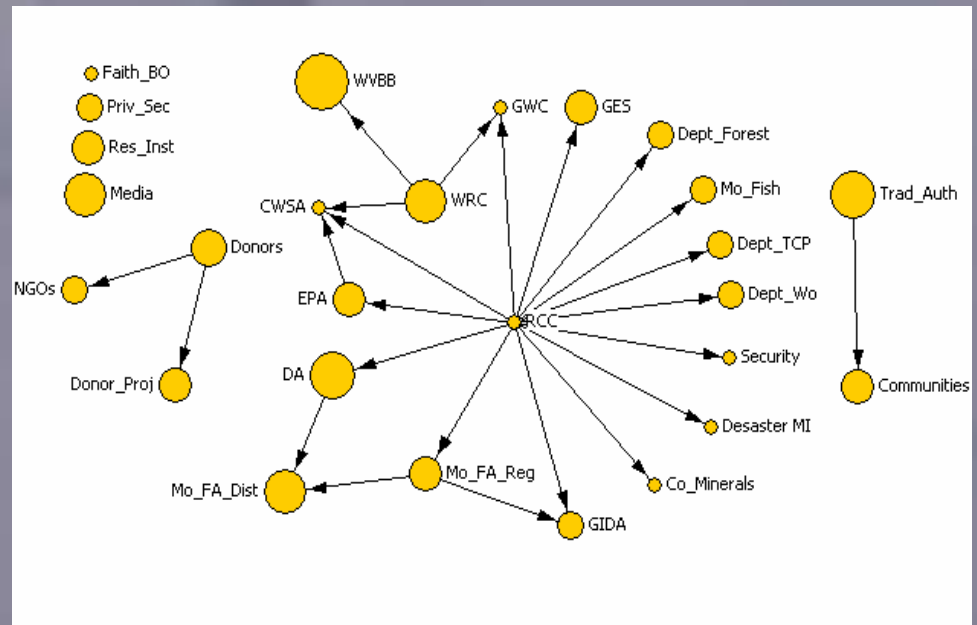 Faith_BO
Priv_Sec
Res_Inst
Media
WVBB
GWC
GES
Dept_Forest
Mo_Fish
Trad_Auth
CWSA
WRC
Dept_TCP
Donors
NGOs
EPA
Dept_Wo
RCC
Security
Donor_Proj
DA
Communities
Desaster MI
Mo_FA_Dist
Mo_FA_Reg
Co_Minerals
GIDA